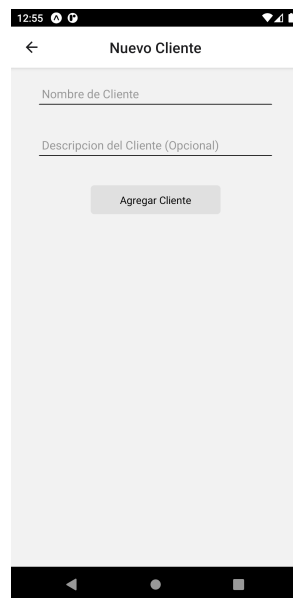 12:55
Nuevo Cliente
Nombre de Cliente
Descripcion del Cliente (Opcional)
Agregar Cliente